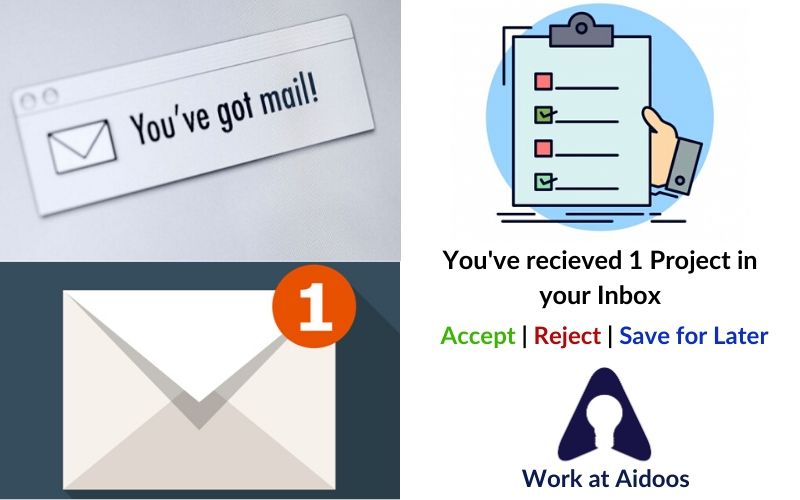 You've got mail!
1
You've recieved 1 Project in
your Inbox
Accept | Reject | Save for Later
Work at Aidoos